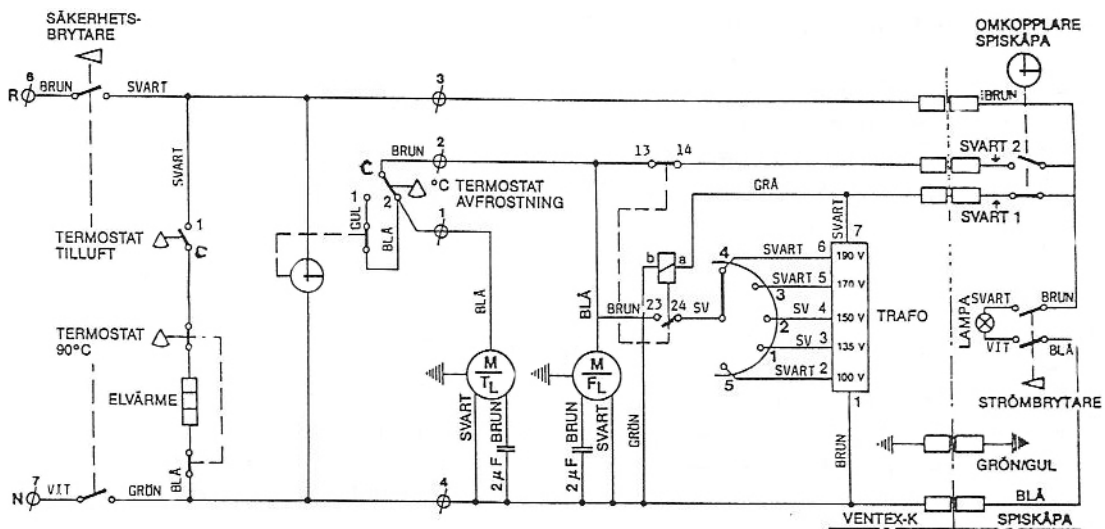 SÄKERHETS-
BRYTARE
OMKOPPLARE
SPISKÅPA
R 6 BRUN SVART 3 BRUN
BRUN 2 13 14 SVART 2
C °C TERMOSTAT
AVFROSTNING
GRÅ
SVART 1
SVART
1 2 1
GUL
BLÅ
TERMOSTAT
TILLUFT
1
C
b a
SVART 7
4 SVART 6 190 V
SVART 5 170 V
3
BRUN 23 24 SV
SV 4 150 V TRAFO
2
SV 3 135 V
1
SVART 2 100 V
5
1
BLÅ
BLÅ
SVART BRUN
LAMPA
VIT BLÅ
STRÖMBRYTARE
TERMOSTAT
90°C
ELVÄRME
M
TL
M
FL
SVART
BRUN
2 µF
BRUN
2 µF
SVART
GRÖN
BRUN
GRÖN/GUL
BLÅ
N 7 VIT GRÖN 4 BLÅ
VENTEX-K SPISKÅPA